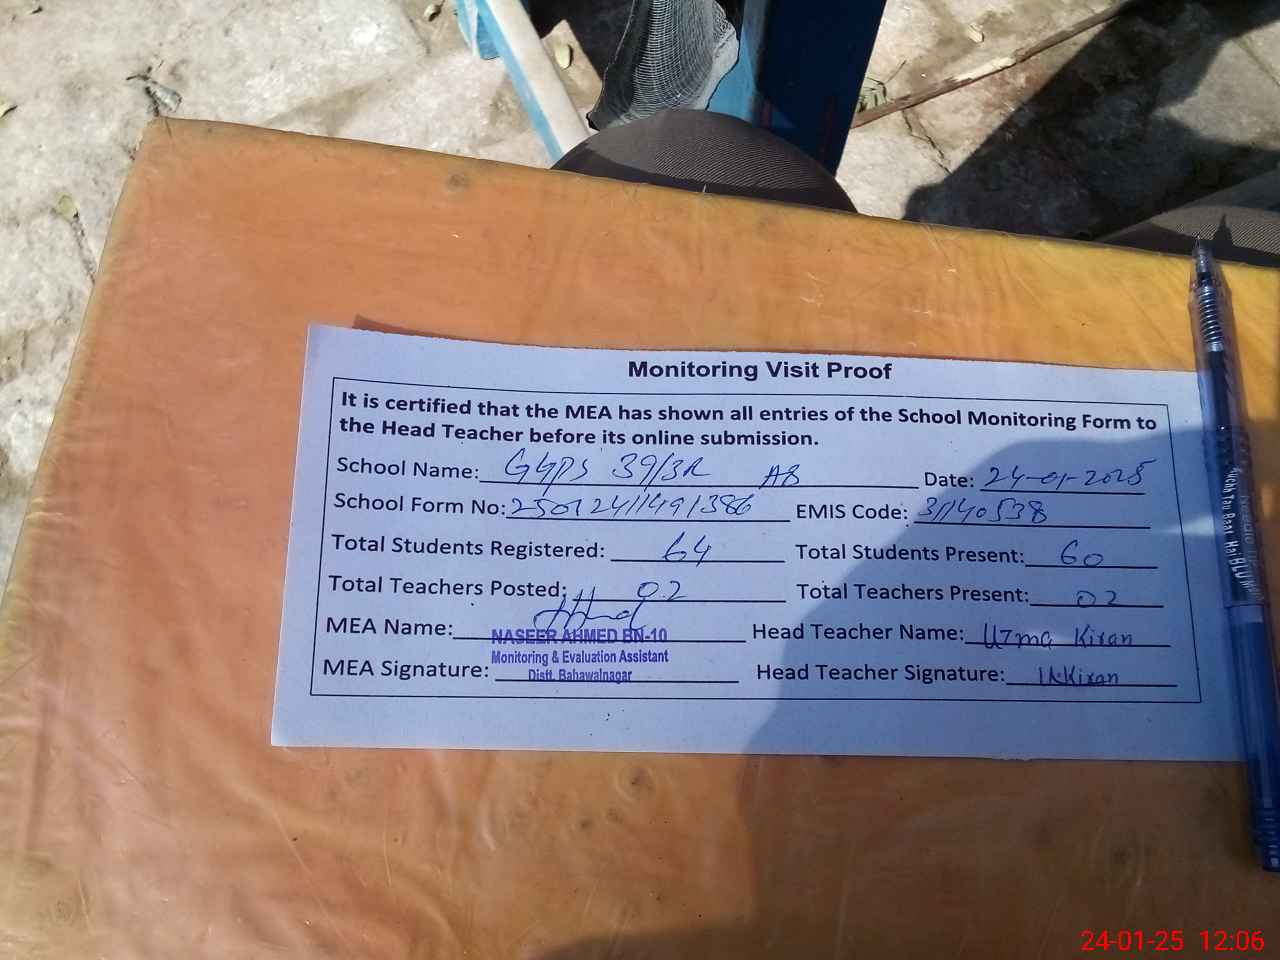 Monitoring Visit Proof
It is certified that the MEA has shown all entries of the School Monitoring Form to
the Head Teacher before its online submission.
School Name: GGPS 39/3R AB Date: 24-01-2025
School Form No: 25012411491386 EMIS Code: 31140538
Total Students Registered: 64 Total Students Present: 60
Total Teachers Posted: 02 Total Teachers Present: 02
MEA Name: NASEER AHMED BN-10 Head Teacher Name: Uzma Kiran
Monitoring & Evaluation Assistant
MEA Signature: Distt. Bahawalnagar Head Teacher Signature: U.Kiran
24-01-25 12:06